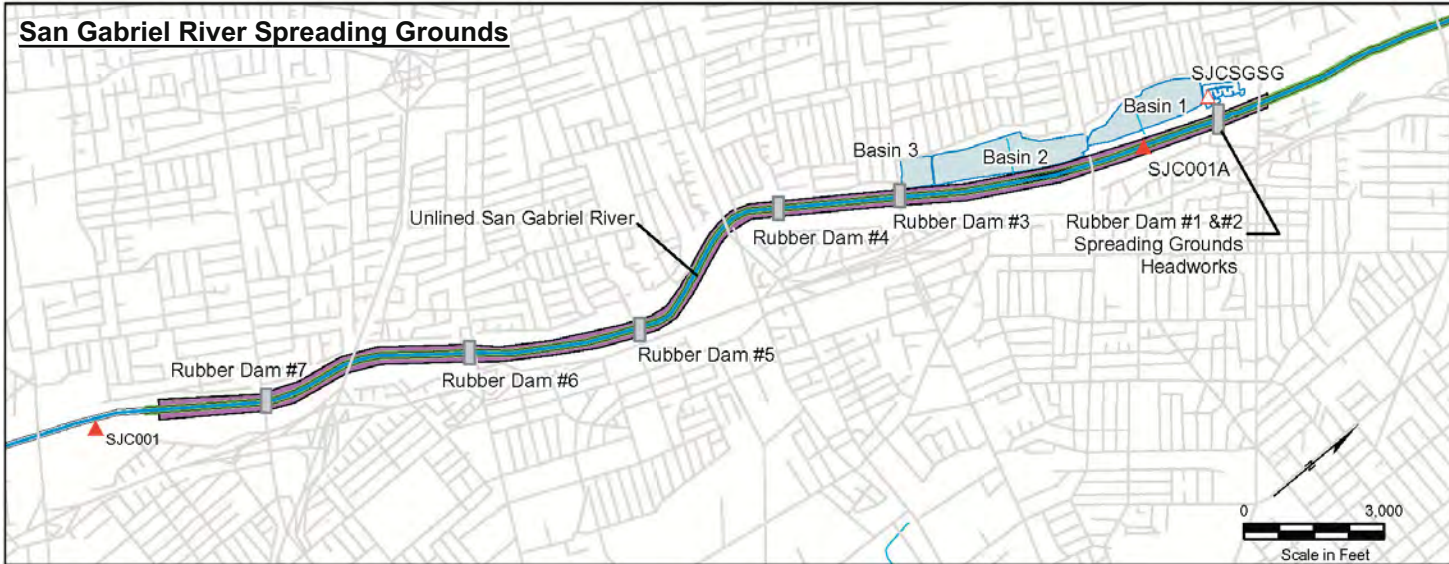 San Gabriel River Spreading Grounds
SJCSGSG
Basin 1
Basin 2
Basin 3
SJC001A
Unlined San Gabriel River
Rubber Dam #4
Rubber Dam #3
Rubber Dam #1 &#2
Spreading Grounds
Headworks
Rubber Dam #5
Rubber Dam #7
Rubber Dam #6
SJC001
N
0 3,000
Scale in Feet